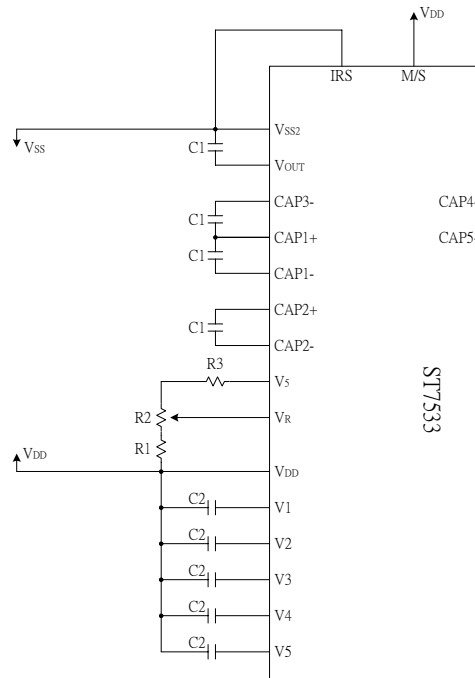 VDD
IRS
M/S
VSS
VSS2
C1
VOUT
CAP3-
CAP4-
C1
CAP1+
CAP5-
C1
CAP1-
CAP2+
C1
CAP2-
R3
V5
R2
VR
R1
VDD
VDD
C2
V1
C2
V2
C2
V3
C2
V4
C2
V5
ST7533